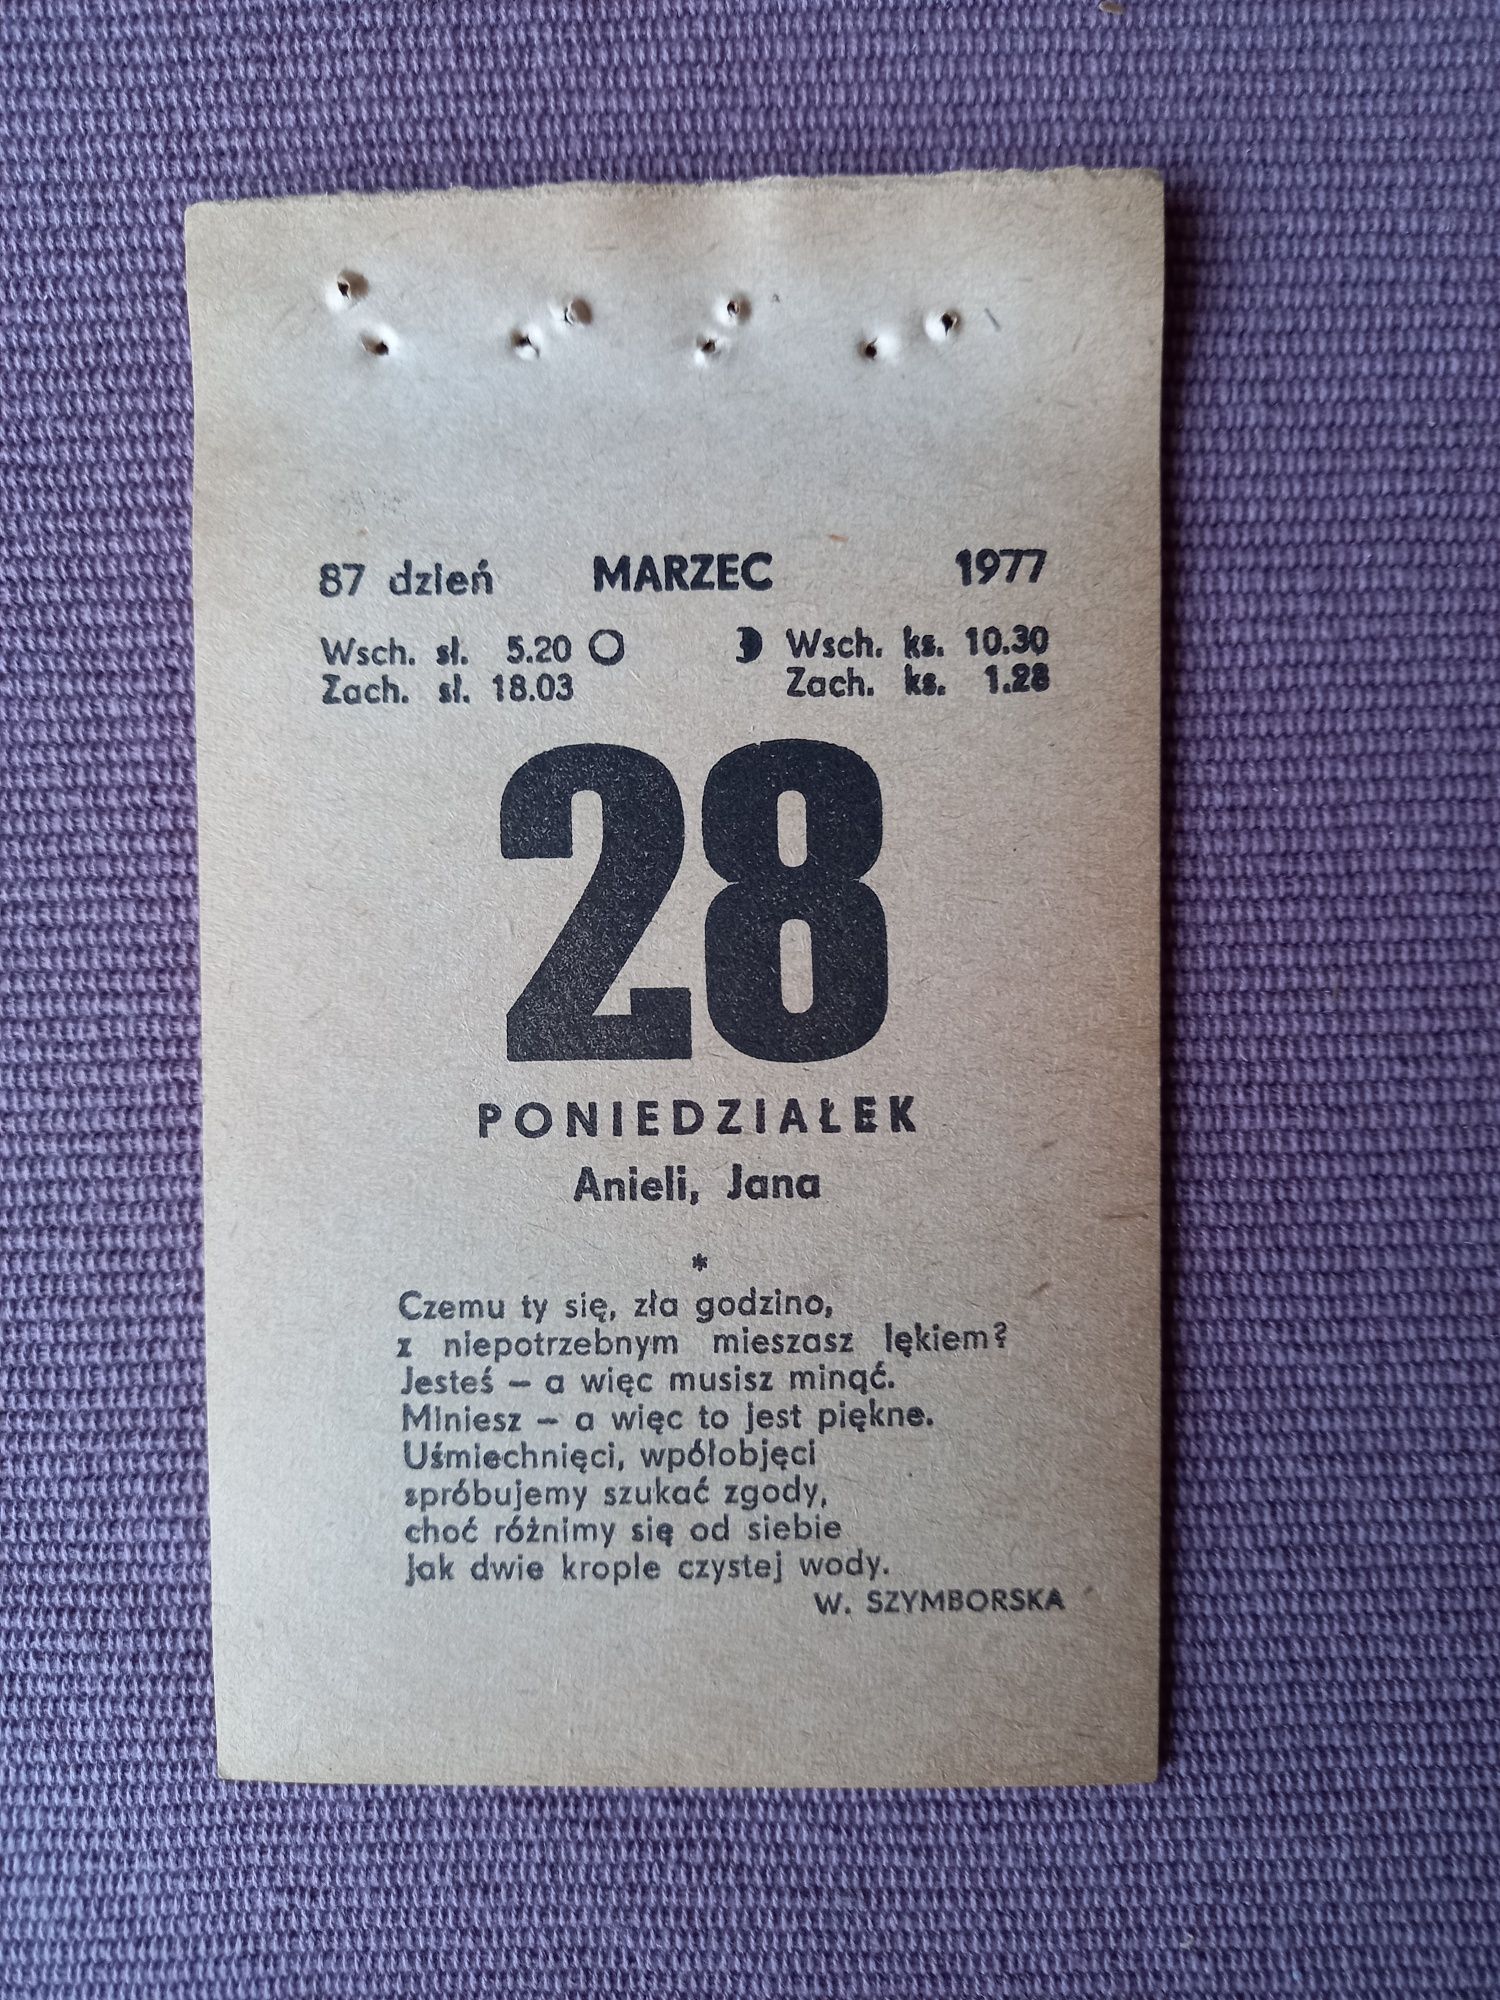 87 dzień MARZEC 1977
Wsch. sł. 5.20 Wsch. ks. 10.30
Zach. sł. 18.03 Zach. ks. 1.28
28
PONIEDZIAŁEK
Anieli, Jana
*
Czemu ty się, zła godzino,
z niepotrzebnym mieszasz lękiem?
Jesteś – a więc musisz minąć.
Miniesz – a więc to jest piękne.
Uśmiechnięci, wpółobjęci
spróbujemy szukać zgody,
choć różnimy się od siebie
jak dwie krople czystej wody.
W. SZYMBORSKA